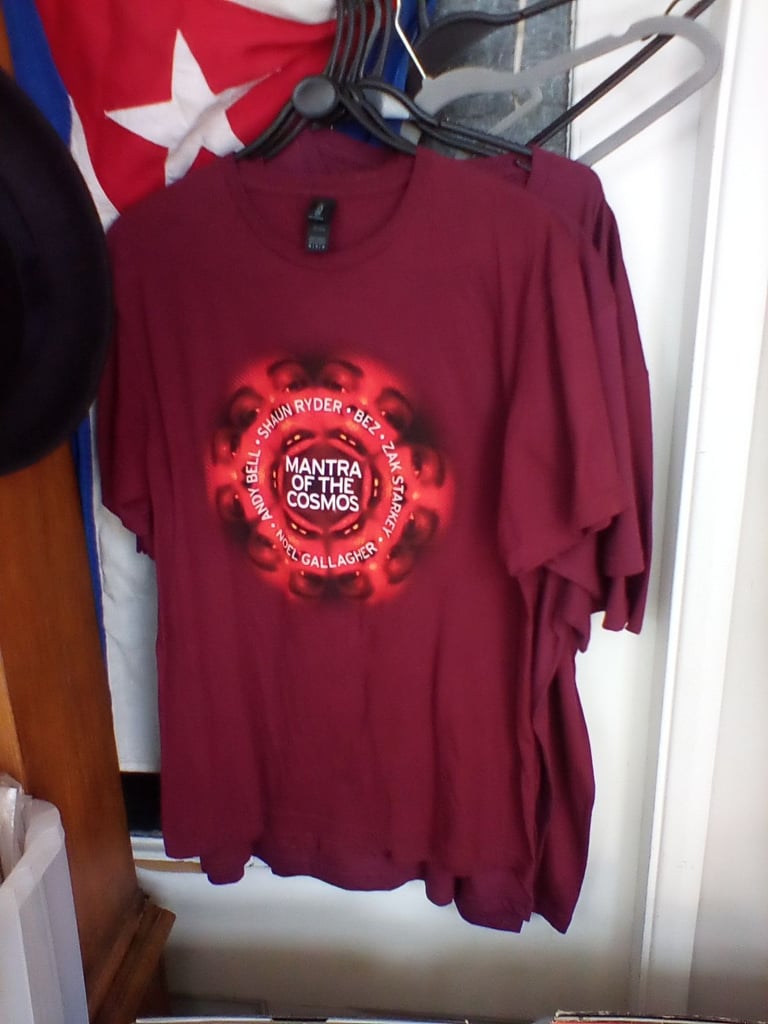 MANTRA
OF THE
COSMOS
ANDY BELL • SHAUN RYDER • BEZ • ZAK STARKEY • NOEL GALLAGHER •